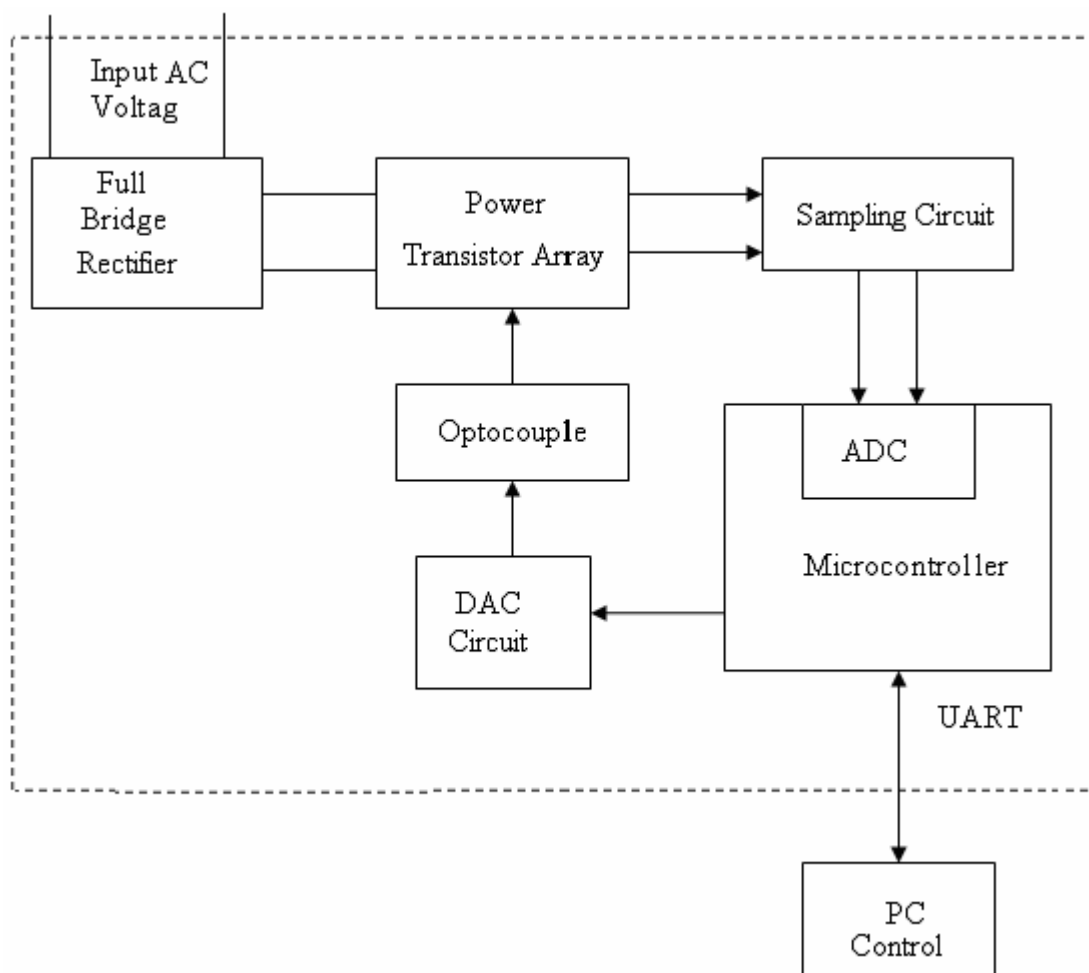 Input AC
Voltag
Full
Bridge
Rectifier
Power
Transistor Array
Sampling Circuit
Optocouple
ADC
Microcontroller
DAC
Circuit
UART
PC
Control